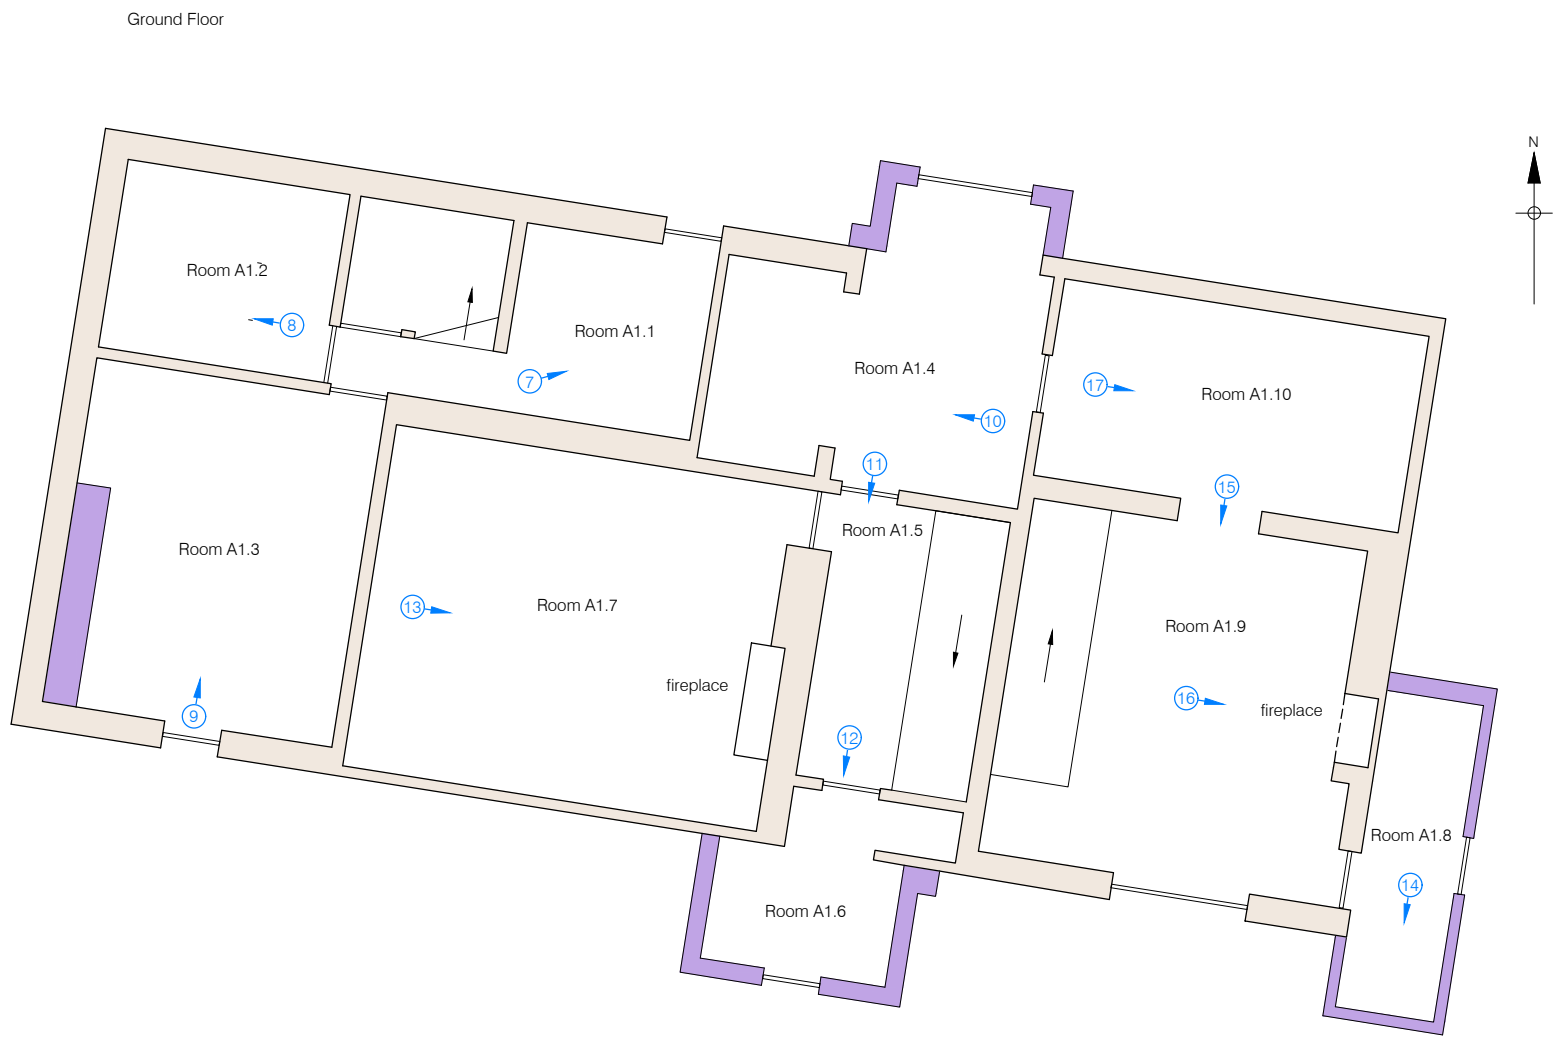 Ground Floor
N
Room A1.2
8
Room A1.1
7
Room A1.4
10
17
Room A1.10
11
15
Room A1.5
Room A1.3
13
Room A1.7
Room A1.9
fireplace
16
fireplace
9
12
Room A1.8
14
Room A1.6